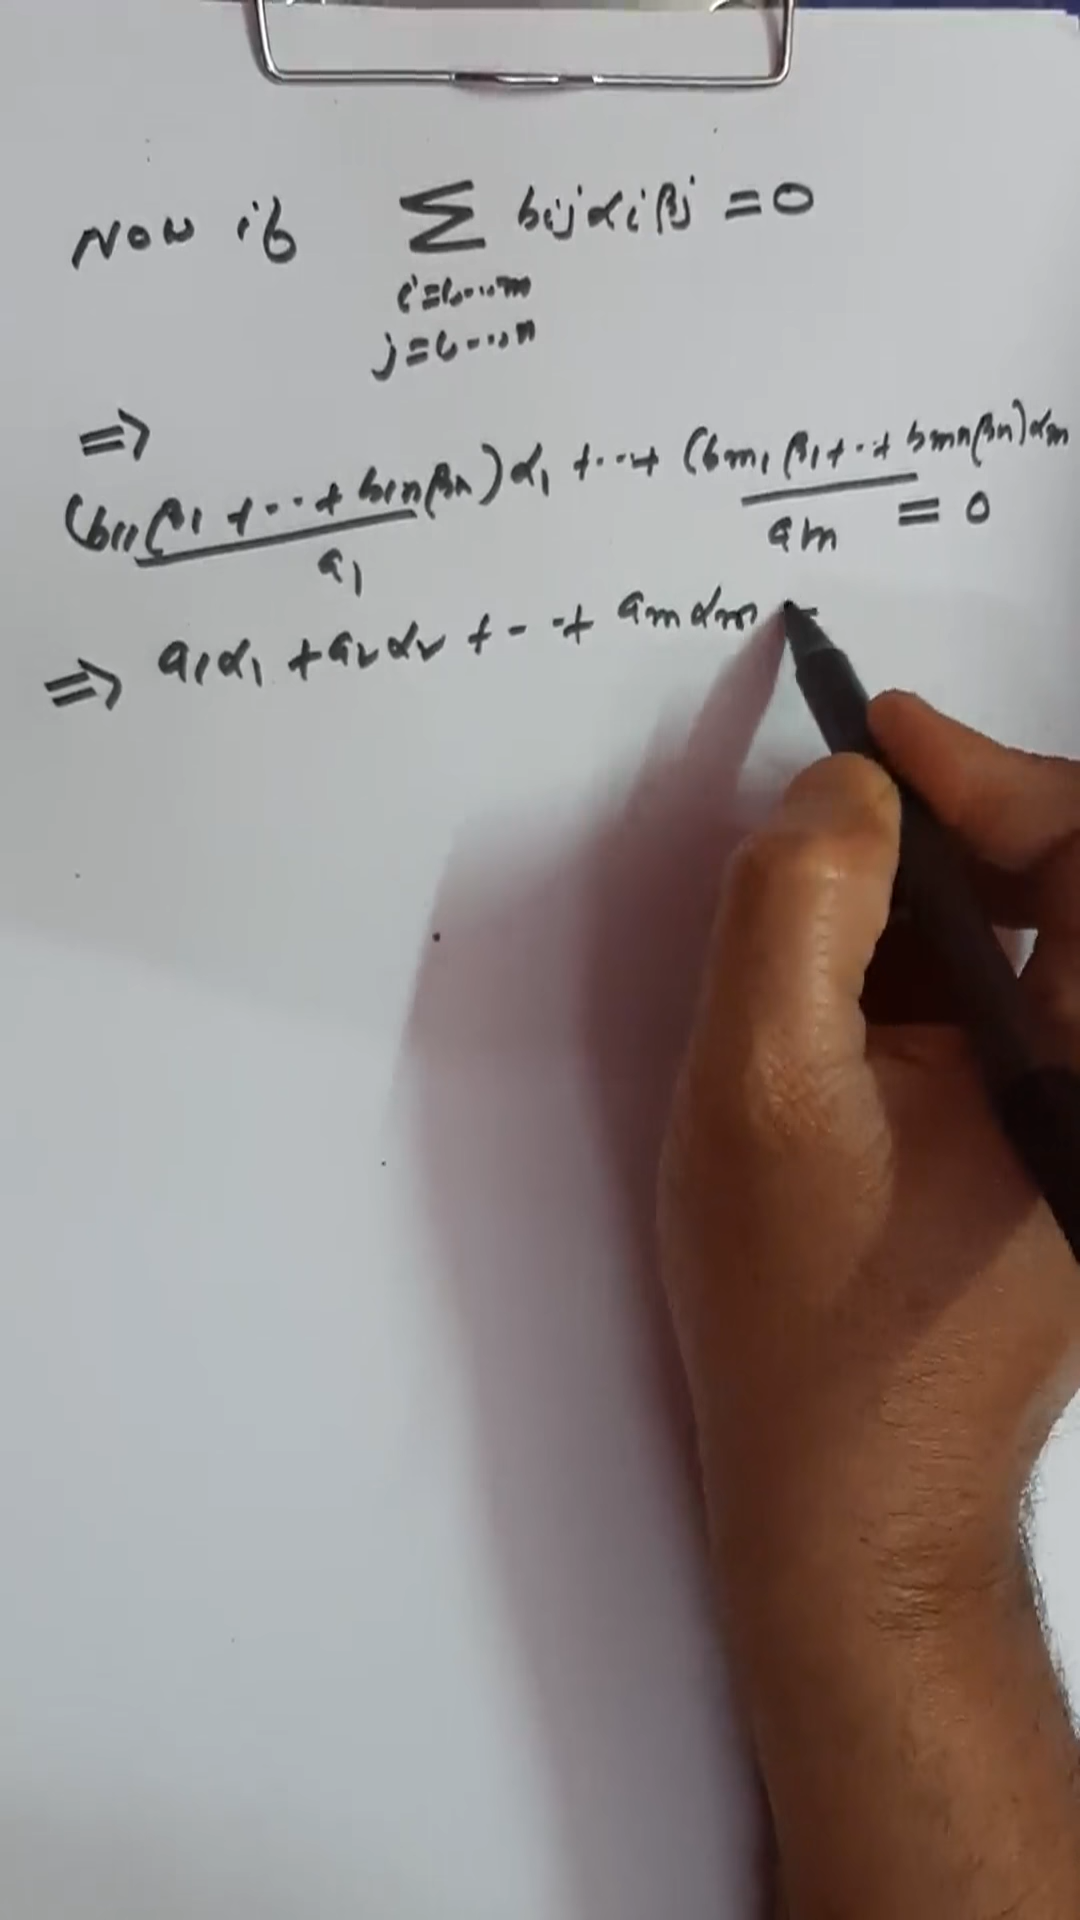 Now if ∑ bijαiβj = 0
i=1,...,m
j=1,...,n
⇒
(b11β1 + ... + b1nβn)α1 + ... + (bm1β1 + ... + bmnβn)αm
= 0
a1 am
⇒ a1α1 + a2α2 + ... + amαm =